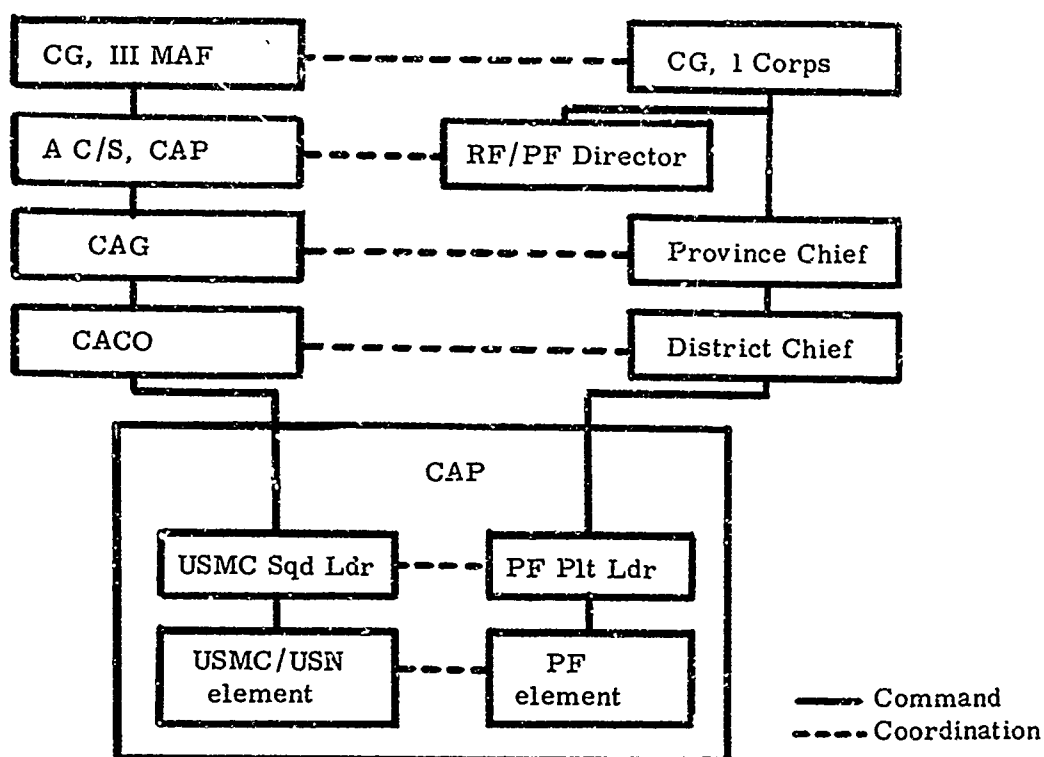 CG, III MAF
CG, 1 Corps
A C/S, CAP
RF/PF Director
CAG
Province Chief
CACO
District Chief
CAP
USMC Sqd Ldr
PF Plt Ldr
USMC/USN
element
PF
element
Command
Coordination